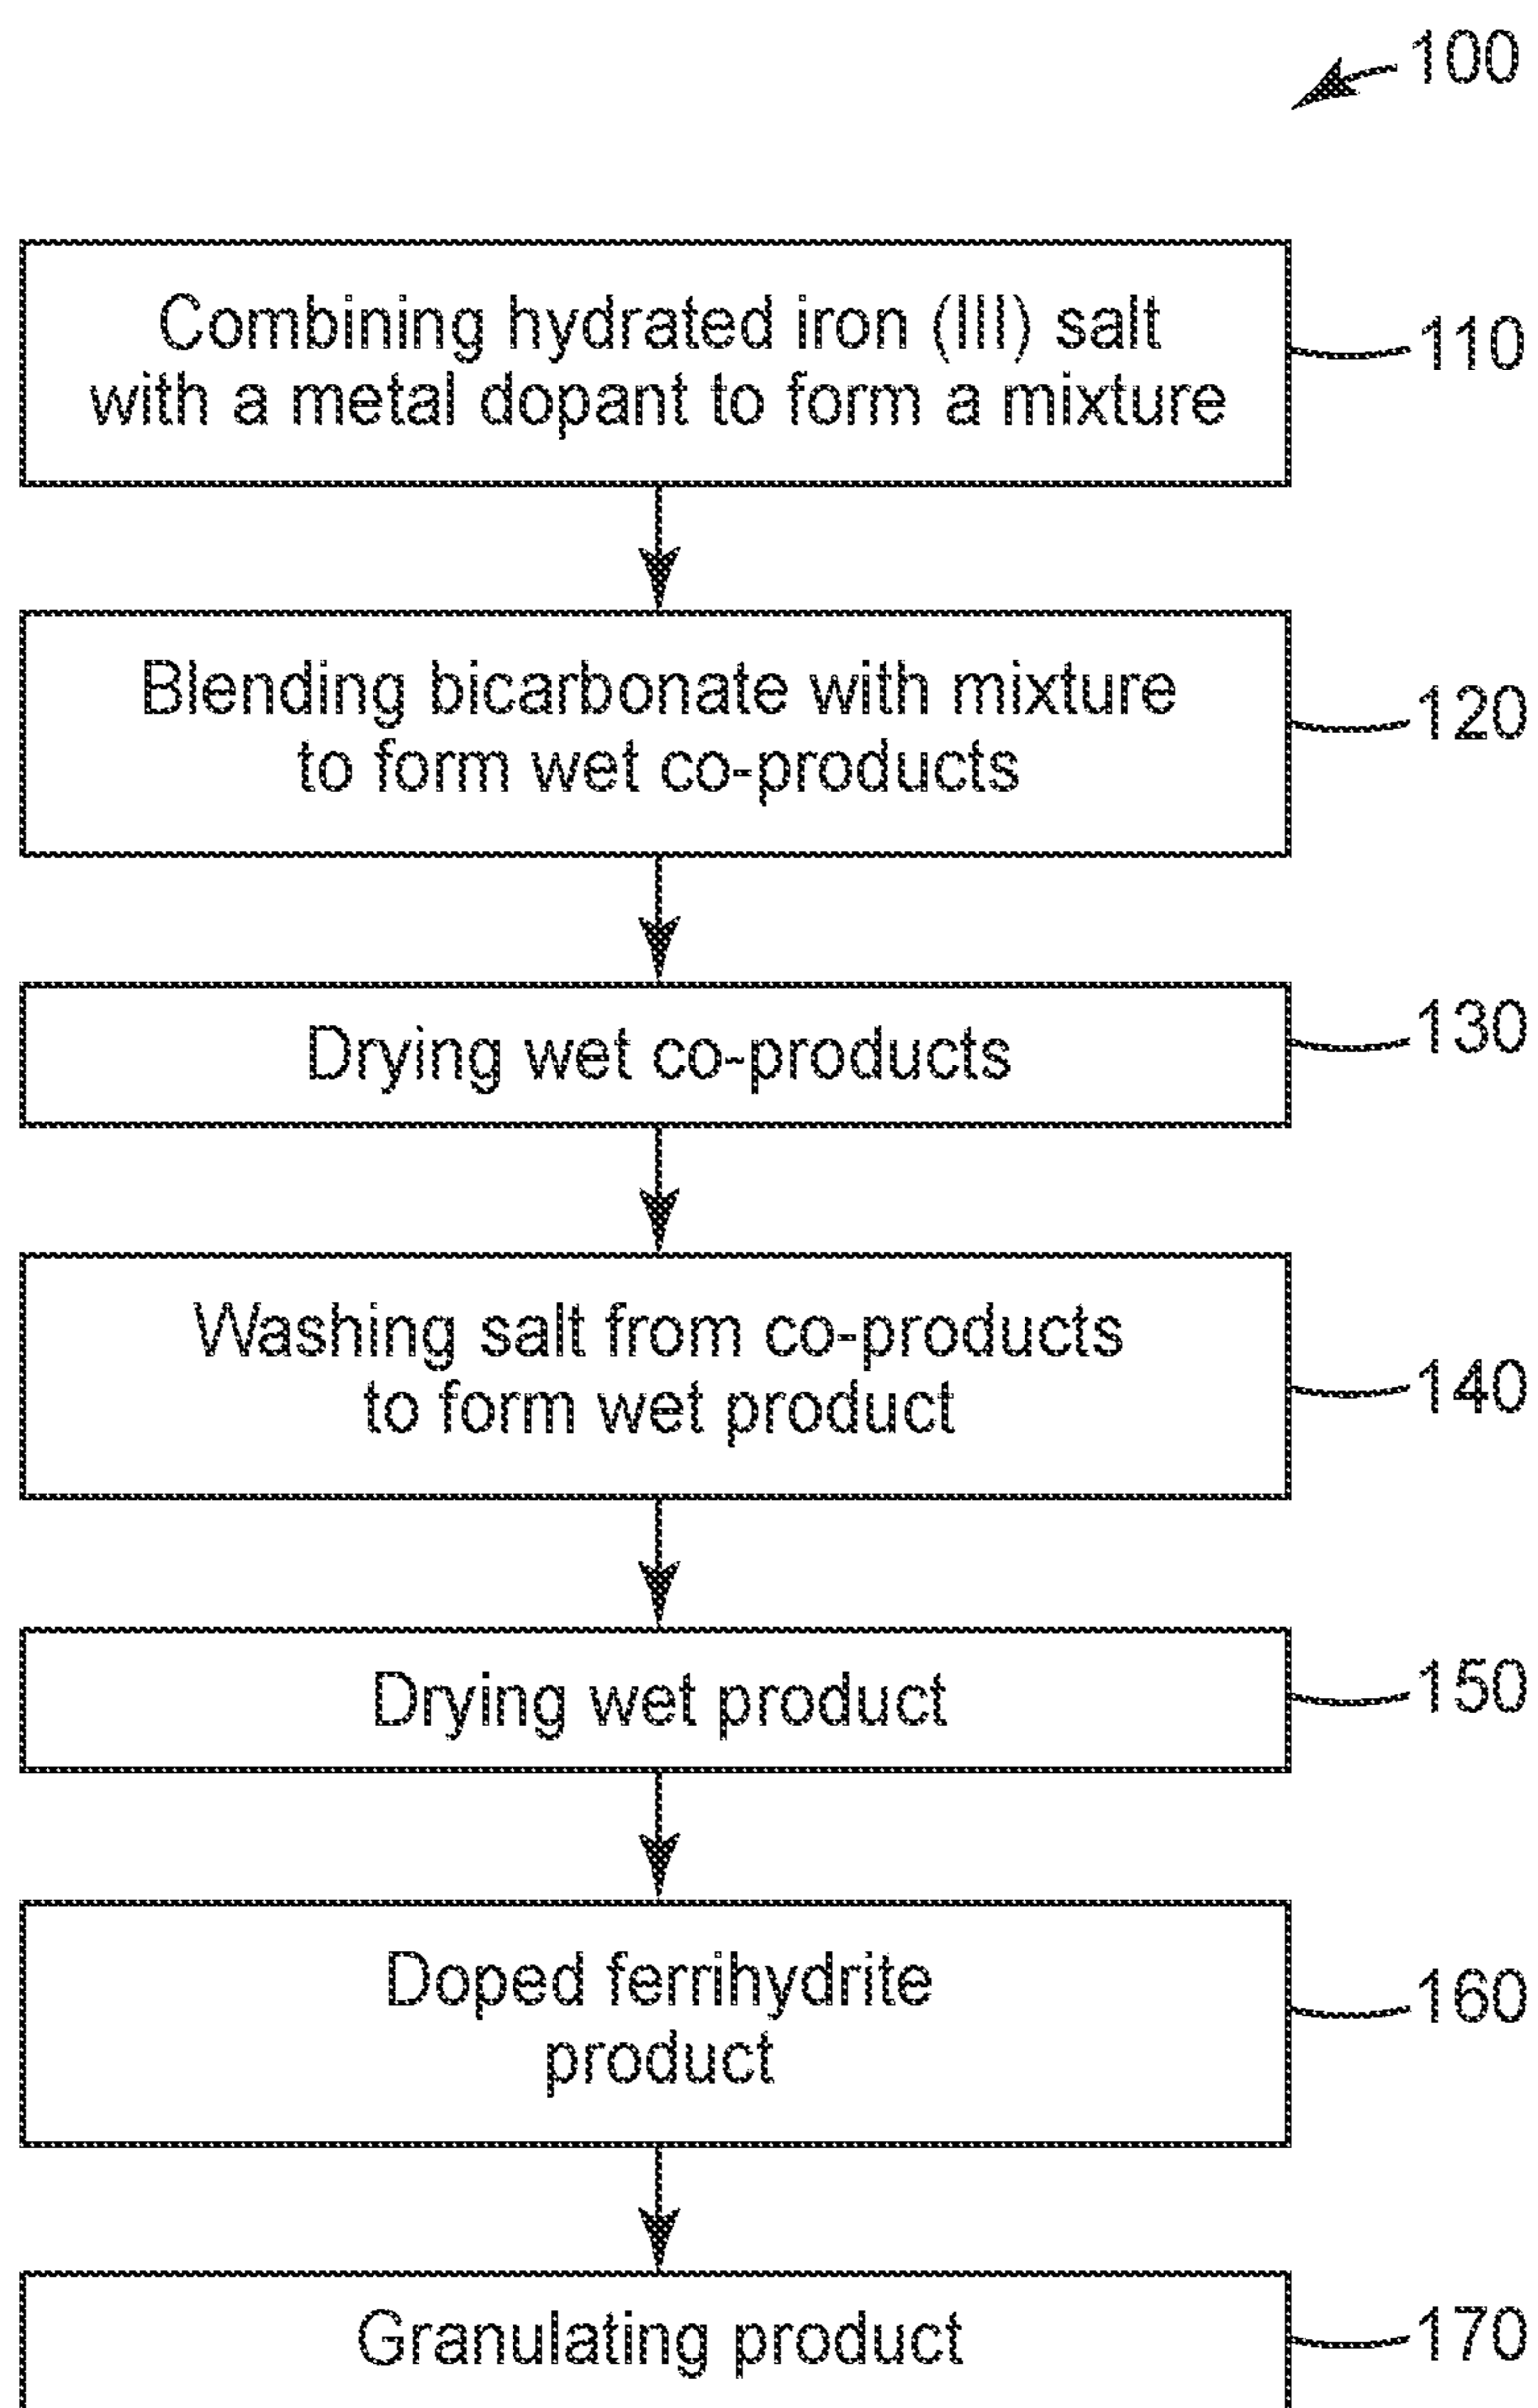 100
Combining hydrated iron (III) salt
with a metal dopant to form a mixture
110
Blending bicarbonate with mixture
to form wet co-products
120
Drying wet co-products
130
Washing salt from co-products
to form wet product
140
Drying wet product
150
Doped ferrihydrite
product
160
Granulating product
170